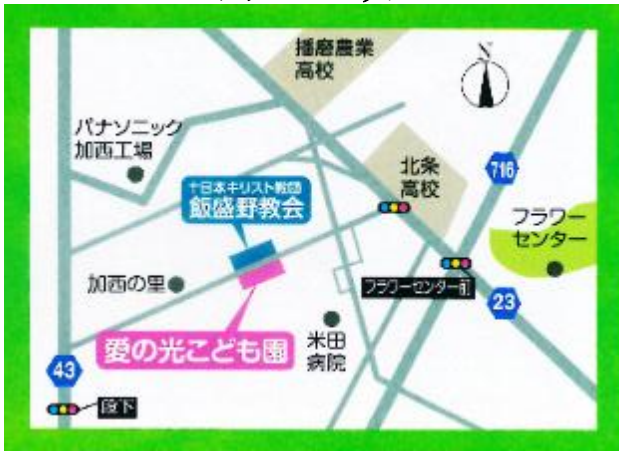 播磨農業
高校
N
パナソニック
加西工場
北条
高校
716
十日本キリスト教団
飯盛野教会
フラワー
センター
加西の里
フラワーセンター前
23
愛の光こども園
米田
病院
43
段下